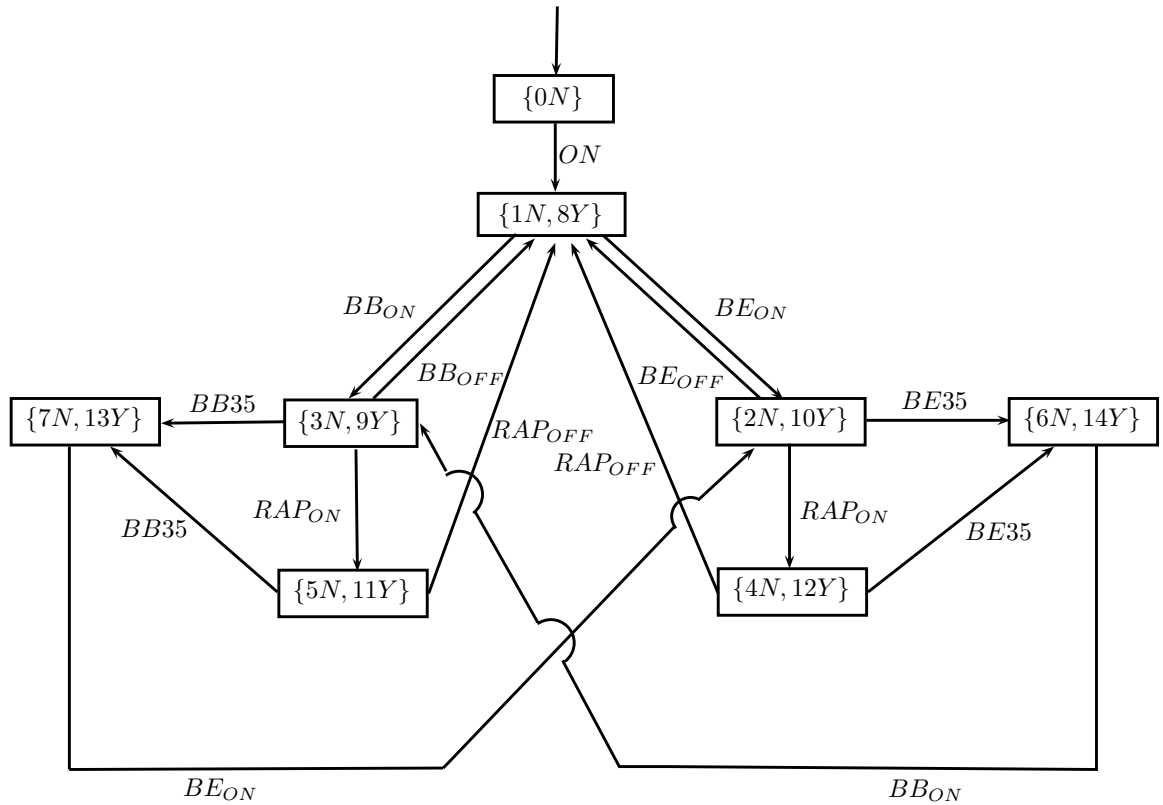 {0N}
ON
{1N, 8Y}
BB_ON
BE_ON
BB_OFF
BE_OFF
{7N, 13Y}
BB35
{3N, 9Y}
{2N, 10Y}
BE35
{6N, 14Y}
RAP_OFF
RAP_OFF
RAP_ON
RAP_ON
BB35
BE35
{5N, 11Y}
{4N, 12Y}
BE_ON
BB_ON